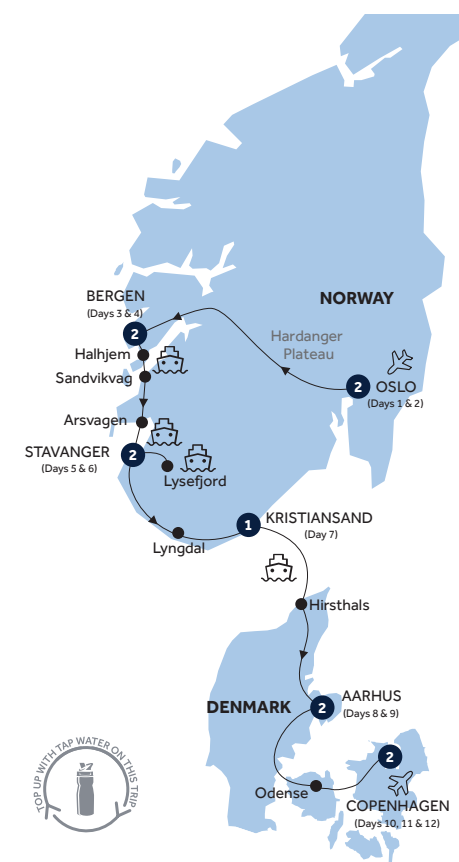 BERGEN
(Days 3 & 4)
2
NORWAY
Hardanger
Plateau
Halhjem
Sandvikvag
2
OSLO
(Days 1 & 2)
Arsvagen
STAVANGER
(Days 5 & 6)
2
Lysefjord
1
KRISTIANSAND
(Day 7)
Lyngdal
Hirsthals
DENMARK
2
AARHUS
(Days 8 & 9)
2
Odense
COPENHAGEN
(Days 10, 11 & 12)
TOP UP WITH TAP WATER ON THIS TRIP